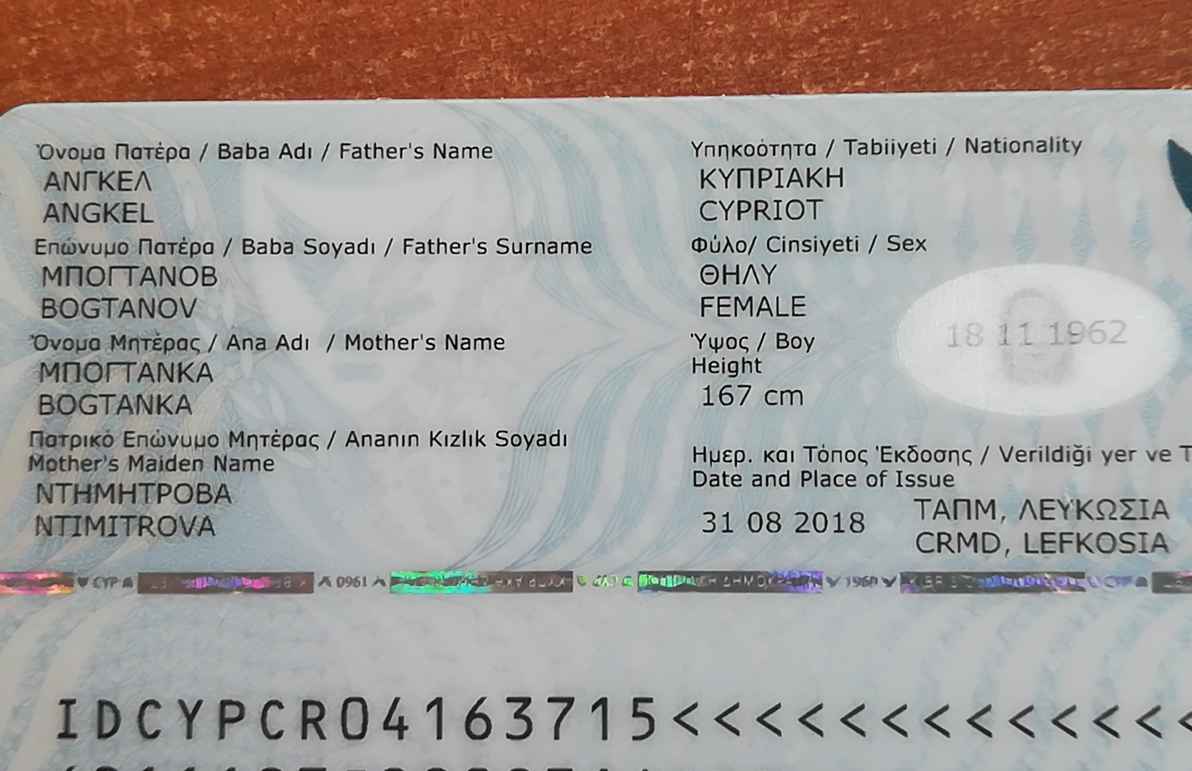 Όνομα Πατέρα / Baba Adı / Father's Name
ΑΝΓΚΕΛ
ANGKEL
Επώνυμο Πατέρα / Baba Soyadı / Father's Surname
ΜΠΟΓΤΑΝΟΒ
BOGTANOV
Όνομα Μητέρας / Ana Adı / Mother's Name
ΜΠΟΓΤΑΝΚΑ
BOGTANKA
Πατρικό Επώνυμο Μητέρας / Ananın Kızlık Soyadı
Mother's Maiden Name
ΝΤΗΜΗΤΡΟΒΑ
NTIMITROVA
Υπηκοότητα / Tabiiyeti / Nationality
ΚΥΠΡΙΑΚΗ
CYPRIOT
Φύλο/ Cinsiyeti / Sex
ΘΗΛΥ
FEMALE
Ύψος / Boy
Height
167 cm
18 11 1962
Ημερ. και Τόπος Έκδοσης / Verildiği yer ve T
Date and Place of Issue
31 08 2018
ΤΑΠΜ, ΛΕΥΚΩΣΙΑ
CRMD, LEFKOSIA
CYP 0961 1960
IDCYPCR04163715<<<<<<<<<<<<<